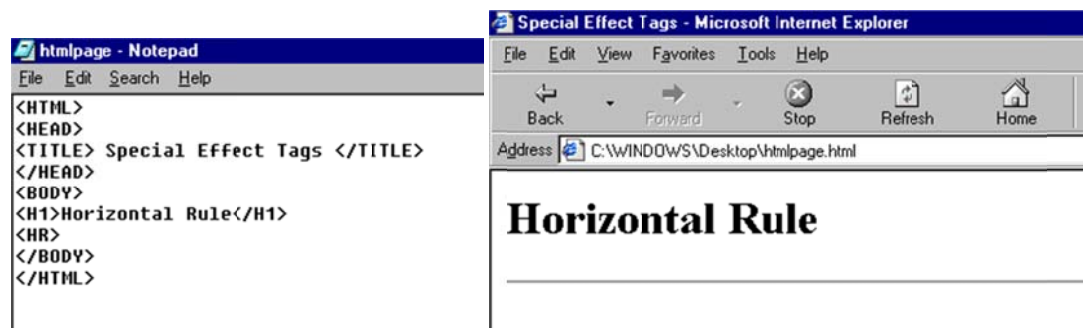 htmlpage - Notepad
File Edit Search Help
<HTML>
<HEAD>
<TITLE> Special Effect Tags </TITLE>
</HEAD>
<BODY>
<H1>Horizontal Rule</H1>
<HR>
</BODY>
</HTML>
Special Effect Tags - Microsoft Internet Explorer
File Edit View Favorites Tools Help
Back Forward Stop Refresh Home
Address C:\WINDOWS\Desktop\htmlpage.html
Horizontal Rule